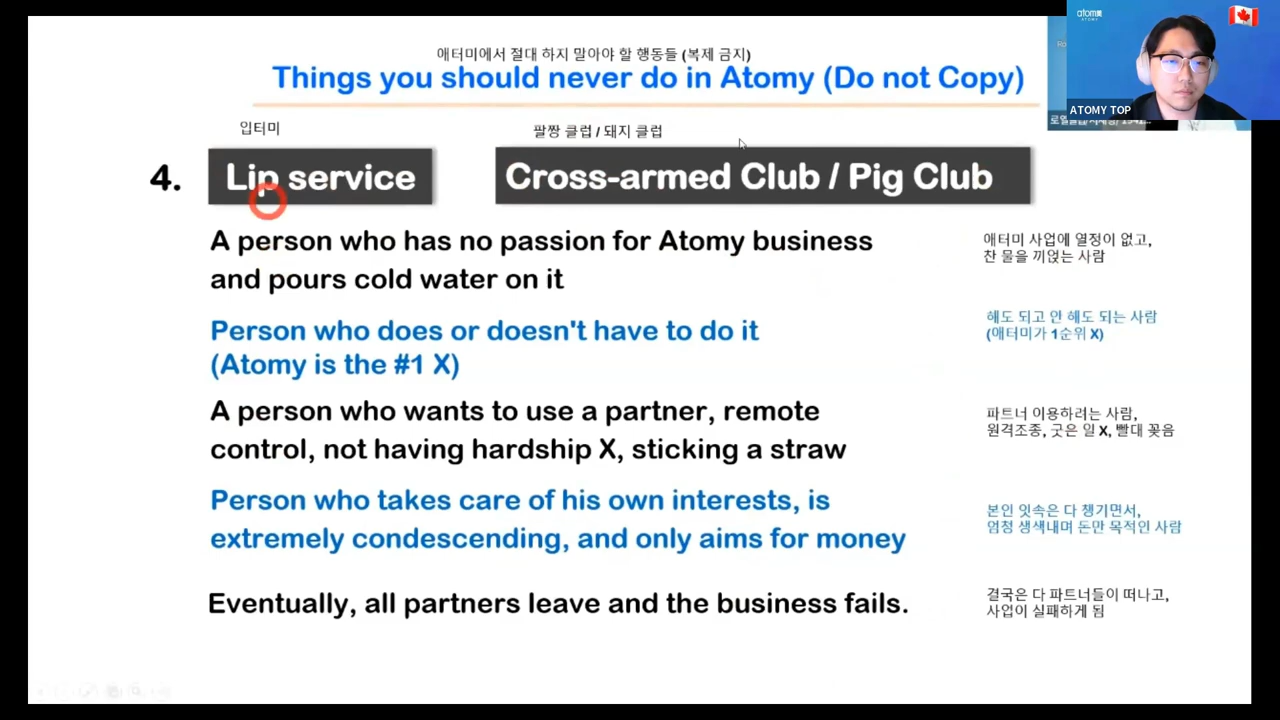 애터미에서 절대 하지 말아야 할 행동들 (복제 금지)
Things you should never do in Atomy (Do not Copy)
atom美
ATOMY
ATOMY TOP
입터미
팔짱 클럽 / 돼지 클럽
4. Lip service
Cross-armed Club / Pig Club
A person who has no passion for Atomy business
and pours cold water on it
애터미 사업에 열정이 없고,
찬 물을 끼얹는 사람
Person who does or doesn't have to do it
(Atomy is the #1 X)
해도 되고 안 해도 되는 사람
(애터미가 1순위 X)
A person who wants to use a partner, remote
control, not having hardship X, sticking a straw
파트너 이용하려는 사람,
원격조종, 굿은 일 X, 빨대 꽂음
Person who takes care of his own interests, is
extremely condescending, and only aims for money
본인 잇속은 다 챙기면서,
엄청 생색내며 돈만 목적인 사람
Eventually, all partners leave and the business fails.
결국은 다 파트너들이 떠나고,
사업이 실패하게 됨